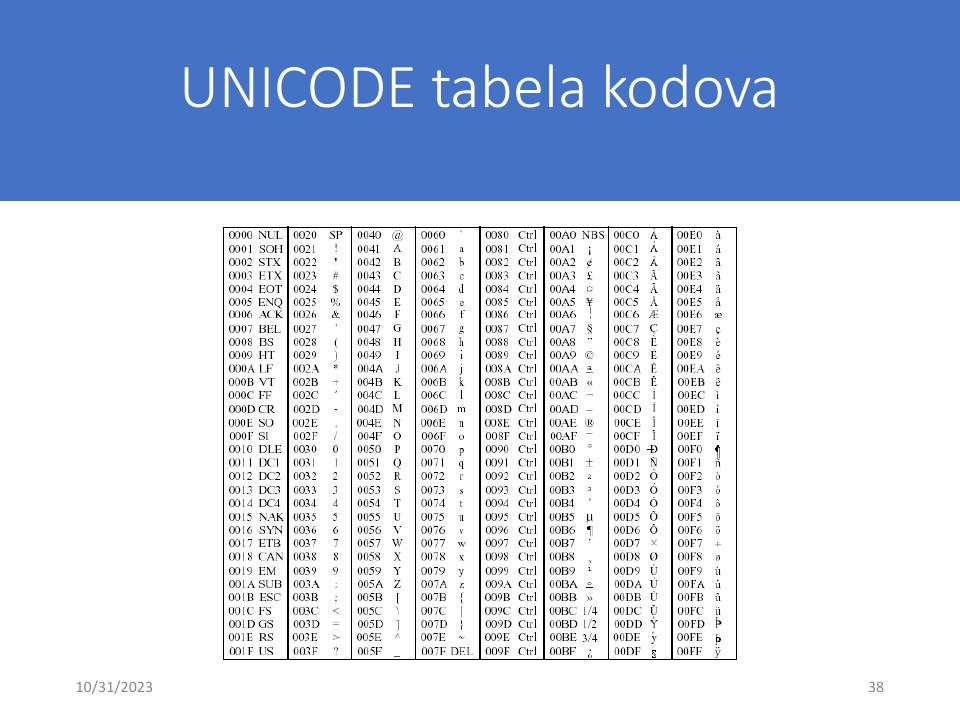 UNICODE tabela kodova
0000 NUL 0020 SP 0040 @ 0060 ` 0080 Ctrl 00A0 NBS 00C0 À 00E0 à
0001 SOH 0021 ! 0041 A 0061 a 0081 Ctrl 00A1 ¡ 00C1 Á 00E1 á
0002 STX 0022 " 0042 B 0062 b 0082 Ctrl 00A2 ¢ 00C2 Â 00E2 â
0003 ETX 0023 # 0043 C 0063 c 0083 Ctrl 00A3 £ 00C3 Ã 00E3 ã
0004 EOT 0024 $ 0044 D 0064 d 0084 Ctrl 00A4 ¤ 00C4 Ä 00E4 ä
0005 ENQ 0025 % 0045 E 0065 e 0085 Ctrl 00A5 ¥ 00C5 Å 00E5 å
0006 ACK 0026 & 0046 F 0066 f 0086 Ctrl 00A6 ¦ 00C6 Æ 00E6 æ
0007 BEL 0027 ' 0047 G 0067 g 0087 Ctrl 00A7 § 00C7 Ç 00E7 ç
0008 BS 0028 ( 0048 H 0068 h 0088 Ctrl 00A8 ¨ 00C8 È 00E8 è
0009 HT 0029 ) 0049 I 0069 i 0089 Ctrl 00A9 © 00C9 É 00E9 é
000A LF 002A * 004A J 006A j 008A Ctrl 00AA ª 00CA Ê 00EA ê
000B VT 002B + 004B K 006B k 008B Ctrl 00AB « 00CB Ë 00EB ë
000C FF 002C ' 004C L 006C l 008C Ctrl 00AC ¬ 00CC Ì 00EC ì
000D CR 002D - 004D M 006D m 008D Ctrl 00AD – 00CD Í 00ED í
000E SO 002E . 004E N 006E n 008E Ctrl 00AE ® 00CE Î 00EE î
000F SI 002F / 004F O 006F o 008F Ctrl 00AF ¯ 00CF Ï 00EF ï
0010 DLE 0030 0 0050 P 0070 p 0090 Ctrl 00B0 ° 00D0 Ð 00F0 ¶
0011 DC1 0031 1 0051 Q 0071 q 0091 Ctrl 00B1 ± 00D1 Ñ 00F1 ñ
0012 DC2 0032 2 0052 R 0072 r 0092 Ctrl 00B2 ² 00D2 Ò 00F2 ò
0013 DC3 0033 3 0053 S 0073 s 0093 Ctrl 00B3 ³ 00D3 Ó 00F3 ó
0014 DC4 0034 4 0054 T 0074 t 0094 Ctrl 00B4 ´ 00D4 Ô 00F4 ô
0015 NAK 0035 5 0055 U 0075 u 0095 Ctrl 00B5 µ 00D5 Õ 00F5 õ
0016 SYN 0036 6 0056 V 0076 v 0096 Ctrl 00B6 ¶ 00D6 Ö 00F6 ö
0017 ETB 0037 7 0057 W 0077 w 0097 Ctrl 00B7 · 00D7 × 00F7 ÷
0018 CAN 0038 8 0058 X 0078 x 0098 Ctrl 00B8 ¸ 00D8 Ø 00F8 ø
0019 EM 0039 9 0059 Y 0079 y 0099 Ctrl 00B9 ¹ 00D9 Ù 00F9 ù
001A SUB 003A : 005A Z 007A z 009A Ctrl 00BA º 00DA Ú 00FA ú
001B ESC 003B ; 005B [ 007B { 009B Ctrl 00BB » 00DB Û 00FB û
001C FS 003C < 005C \ 007C | 009C Ctrl 00BC 1/4 00DC Ü 00FC ü
001D GS 003D = 005D ] 007D } 009D Ctrl 00BD 1/2 00DD Ý 00FD Þ
001E RS 003E > 005E ^ 007E ~ 009E Ctrl 00BE 3/4 00DE ý 00FE þ
001F US 003F ? 005F _ 007F DEL 009F Ctrl 00BF ¿ 00DF § 00FF ÿ
10/31/2023 38